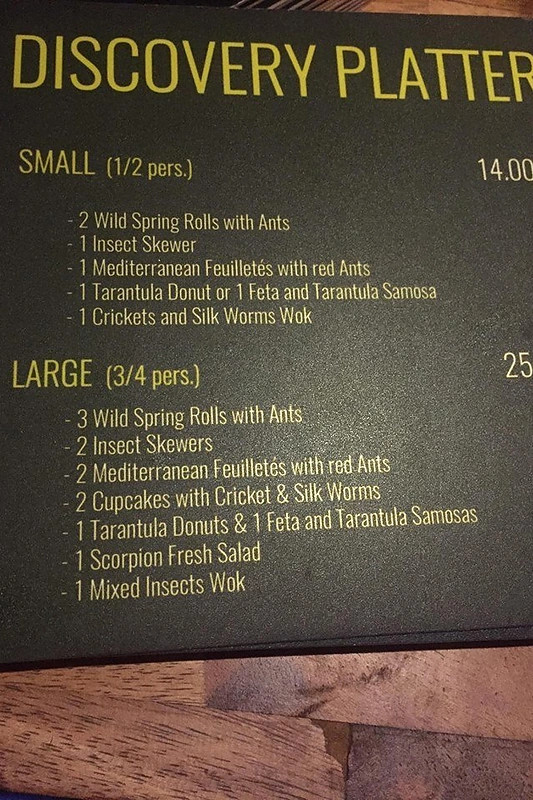 DISCOVERY PLATTER
SMALL (1/2 pers.) 14.00
- 2 Wild Spring Rolls with Ants
- 1 Insect Skewer
- 1 Mediterranean Feuilletés with red Ants
- 1 Tarantula Donut or 1 Feta and Tarantula Samosa
- 1 Crickets and Silk Worms Wok
LARGE (3/4 pers.) 25
- 3 Wild Spring Rolls with Ants
- 2 Insect Skewers
- 2 Mediterranean Feuilletés with red Ants
- 2 Cupcakes with Cricket & Silk Worms
- 1 Tarantula Donuts & 1 Feta and Tarantula Samosas
- 1 Scorpion Fresh Salad
- 1 Mixed Insects Wok